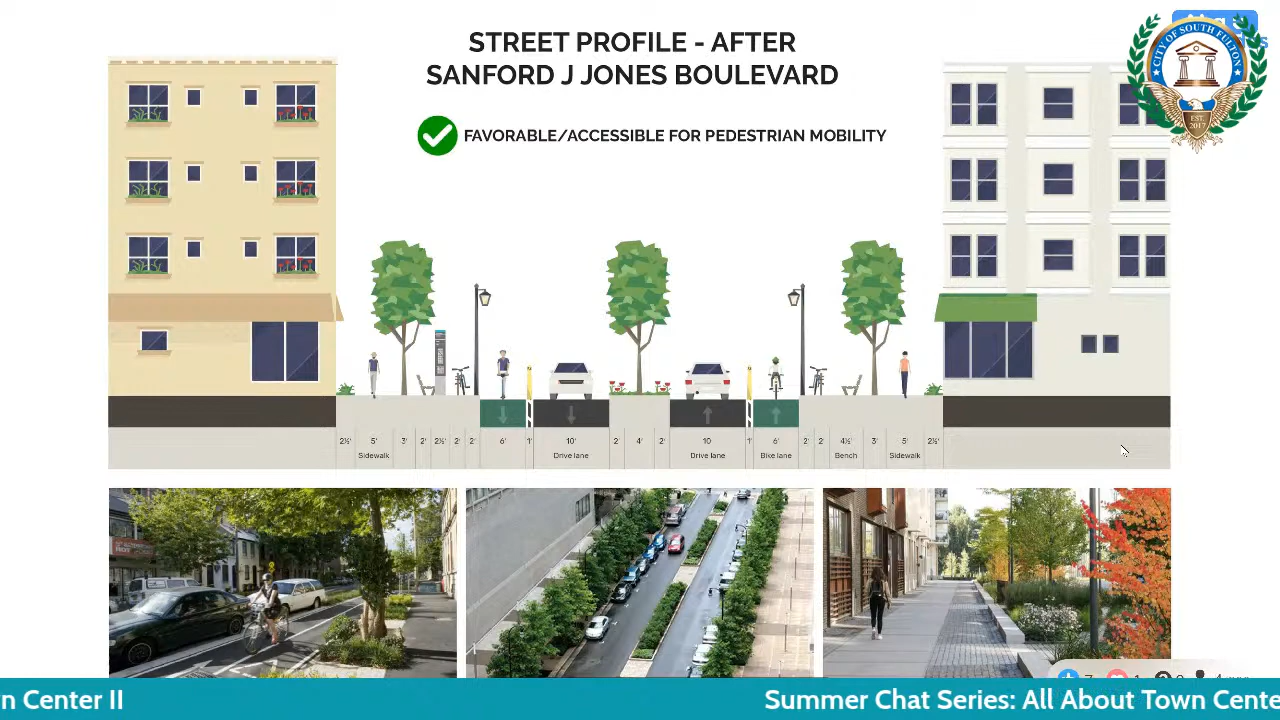 STREET PROFILE - AFTER
SANFORD J JONES BOULEVARD
FAVORABLE/ACCESSIBLE FOR PEDESTRIAN MOBILITY
CITY OF SOUTH FULTON
EST.
2017
2½' 5' 3' 2' 2½' 2' 2' 6' 1' 10' 2' 4' 2' 10 1' 6' 2' 2' 4½' 3' 5' 2½'
Sidewalk Drive lane Drive lane Bike lane Bench Sidewalk
n Center II
Summer Chat Series: All About Town Cente